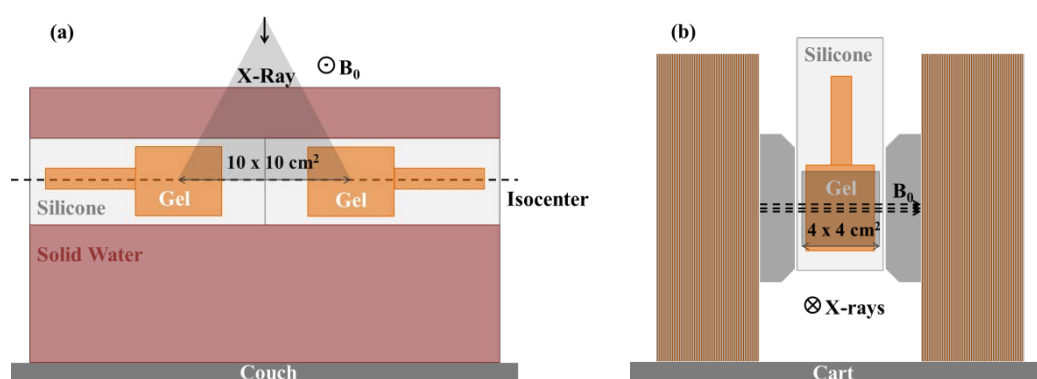 (a)
X-Ray
⊙ B₀
10 x 10 cm²
Gel
Gel
Isocenter
Silicone
Solid Water
Couch
(b)
Silicone
Gel
B₀
4 x 4 cm²
⊗ X-rays
Cart